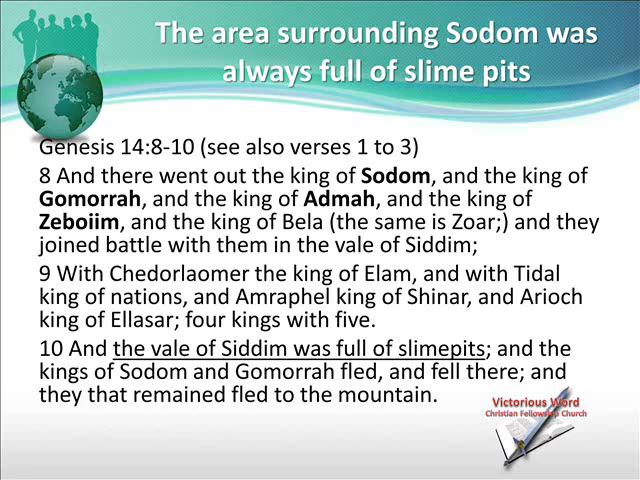 The area surrounding Sodom was
always full of slime pits
Genesis 14:8-10 (see also verses 1 to 3)
8 And there went out the king of Sodom, and the king of
Gomorrah, and the king of Admah, and the king of
Zeboiim, and the king of Bela (the same is Zoar;) and they
joined battle with them in the vale of Siddim;
9 With Chedorlaomer the king of Elam, and with Tidal
king of nations, and Amraphel king of Shinar, and Arioch
king of Ellasar; four kings with five.
10 And the vale of Siddim was full of slimepits; and the
kings of Sodom and Gomorrah fled, and fell there; and
they that remained fled to the mountain.
Victorious Word
Christian Fellowship Church